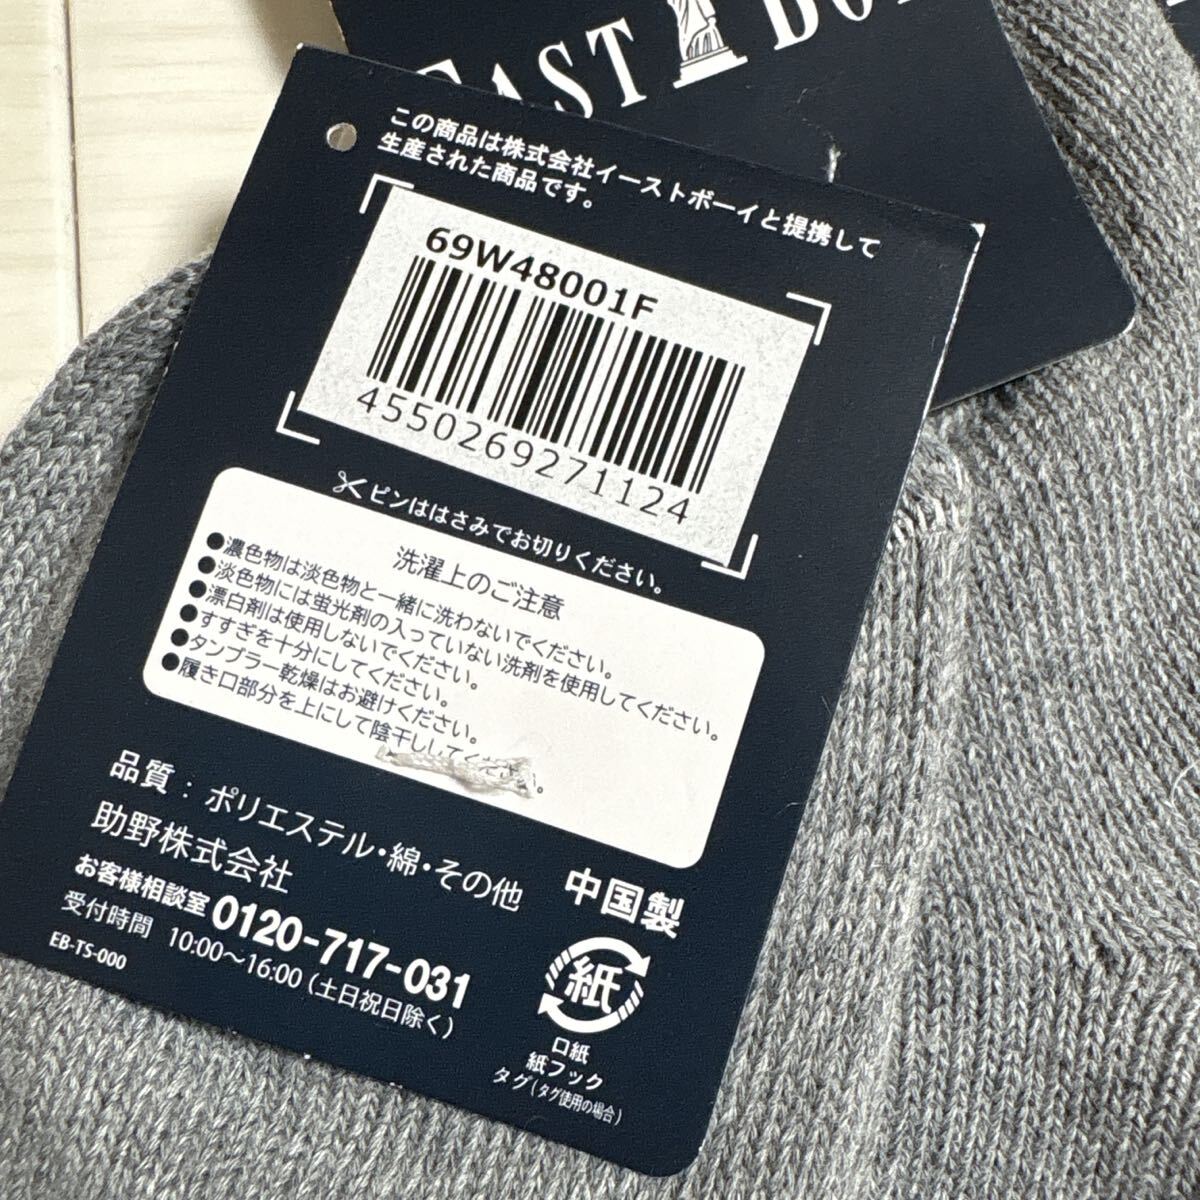 EAST BOY
この商品は株式会社イーストボーイと提携して
生産された商品です。
69W48001F
4550269271124
ピンははさみでお切りください。
洗濯上のご注意
●濃色物は淡色物と一緒に洗わないでください。
●淡色物には蛍光剤の入っていない洗剤を使用してください。
●漂白剤は使用しないでください。
●すすぎを十分にしてください。
●タンブラー乾燥はお避けください。
●履き口部分を上にして陰干ししてください。
品質：ポリエステル・綿・その他
助野株式会社
お客様相談室 0120-717-031
受付時間 10:00～16:00（土日祝日除く）
EB-TS-000
中国製
紙
口紙
紙フック
タグ（タグ使用の場合）